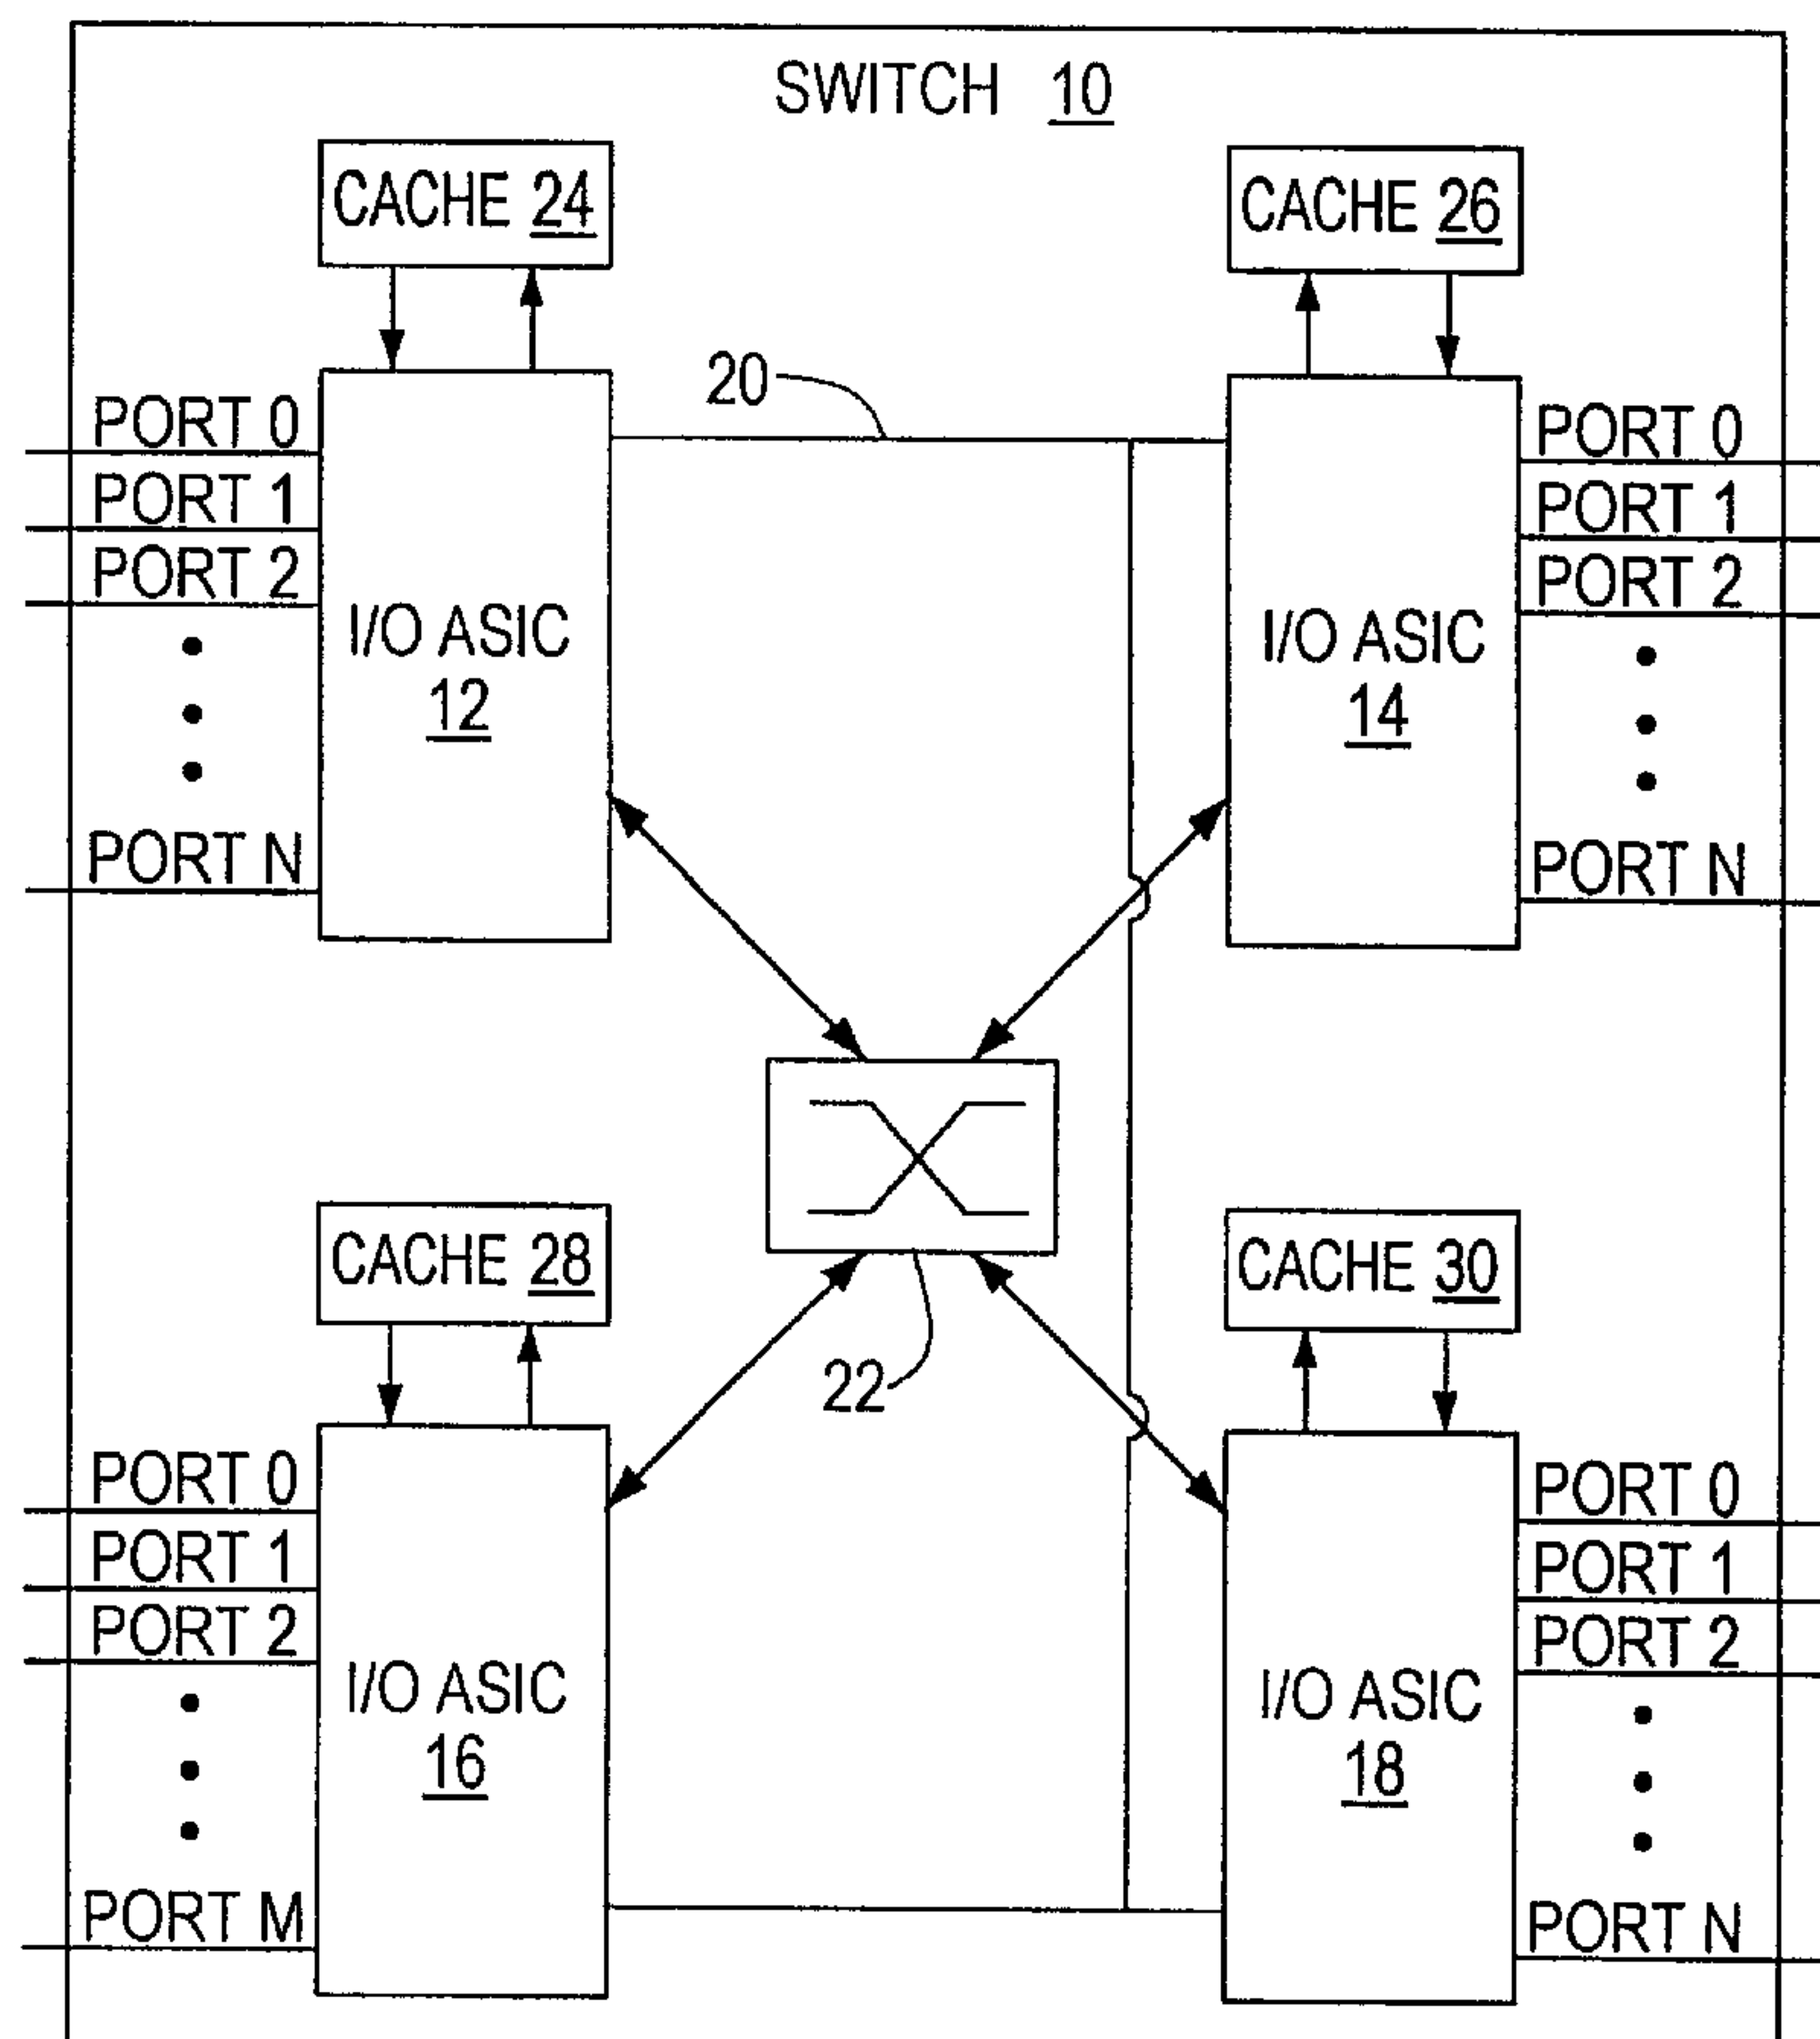 SWITCH 10
CACHE 24
CACHE 26
20
PORT 0
PORT 1
PORT 2
PORT N
I/O ASIC
12
I/O ASIC
14
PORT 0
PORT 1
PORT 2
PORT N
22
CACHE 28
CACHE 30
PORT 0
PORT 1
PORT 2
PORT M
I/O ASIC
16
I/O ASIC
18
PORT 0
PORT 1
PORT 2
PORT N